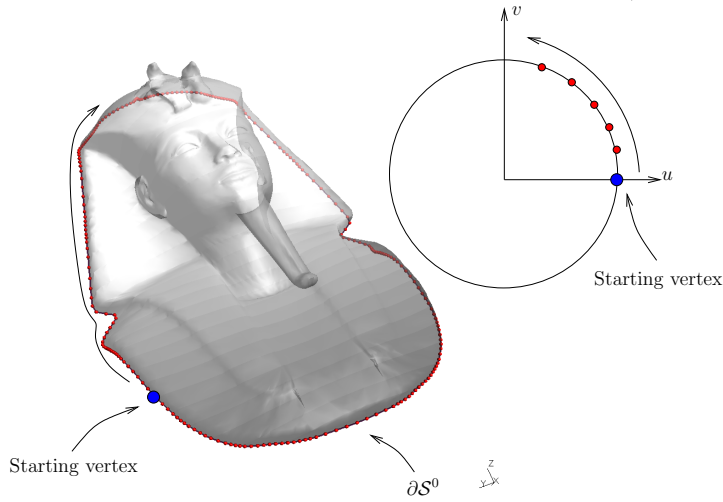 v
u
Starting vertex
Starting vertex
∂S⁰
Z
Y X